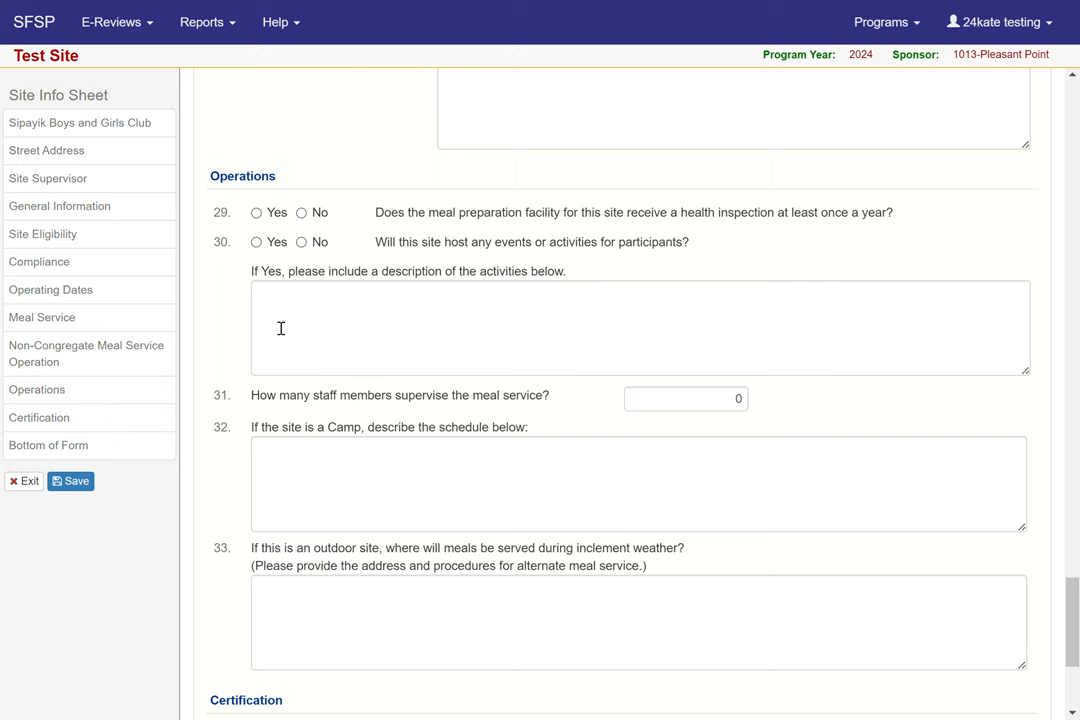 SFSP E-Reviews Reports Help Programs 24kate testing
Test Site Program Year: 2024 Sponsor: 1013-Pleasant Point
Site Info Sheet
Sipayik Boys and Girls Club
Street Address
Site Supervisor
General Information
Site Eligibility
Compliance
Operating Dates
Meal Service
Non-Congregate Meal Service
Operation
Operations
Certification
Bottom of Form
Exit Save
Operations
29. Yes No Does the meal preparation facility for this site receive a health inspection at least once a year?
30. Yes No Will this site host any events or activities for participants?
If Yes, please include a description of the activities below.
31. How many staff members supervise the meal service? 0
32. If the site is a Camp, describe the schedule below:
33. If this is an outdoor site, where will meals be served during inclement weather?
(Please provide the address and procedures for alternate meal service.)
Certification